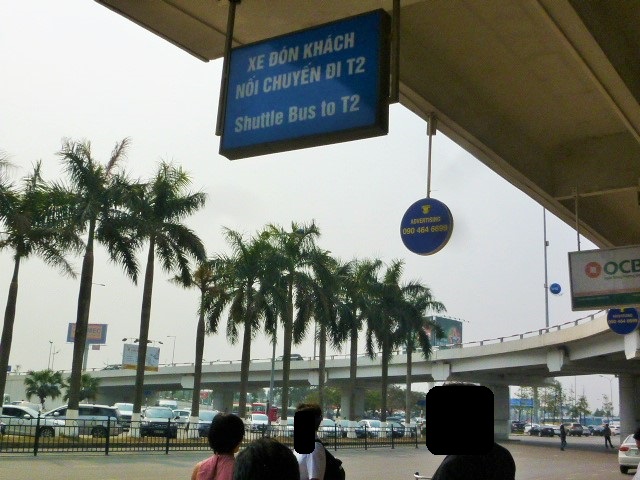 XE ĐÓN KHÁCH
NỐI CHUYẾN ĐI T2
Shuttle Bus to T2
ADVERTISING
090 464 6699
OCB